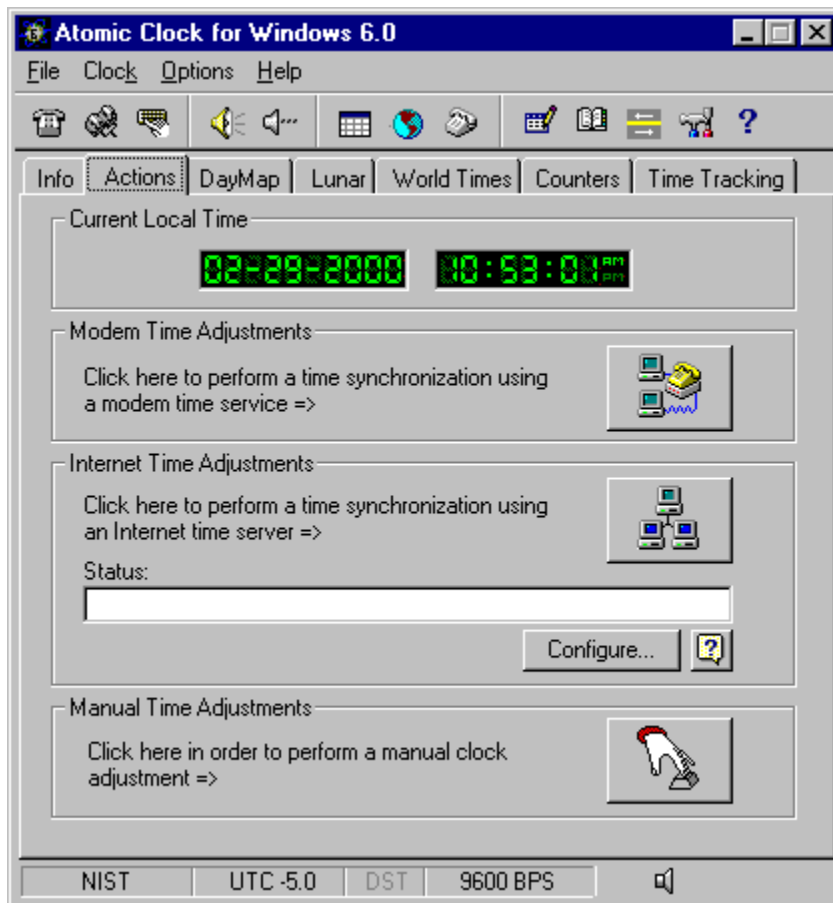 Atomic Clock for Windows 6.0
File Clock Options Help
Info Actions DayMap Lunar World Times Counters Time Tracking
Current Local Time
02-29-2000 10:53:01 AM PM
Modem Time Adjustments
Click here to perform a time synchronization using
a modem time service =>
Internet Time Adjustments
Click here to perform a time synchronization using
an Internet time server =>
Status:
Configure...
Manual Time Adjustments
Click here in order to perform a manual clock
adjustment =>
NIST UTC -5.0 DST 9600 BPS